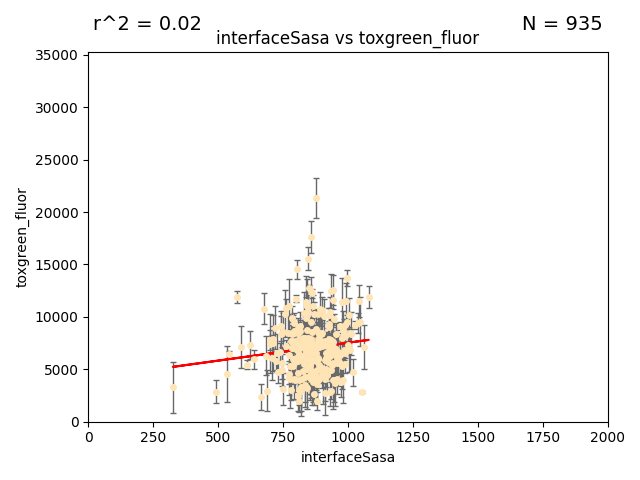 r^2 = 0.02
N = 935
interfaceSasa vs toxgreen_fluor
35000
30000
25000
20000
15000
10000
5000
0
toxgreen_fluor
0 250 500 750 1000 1250 1500 1750 2000
interfaceSasa